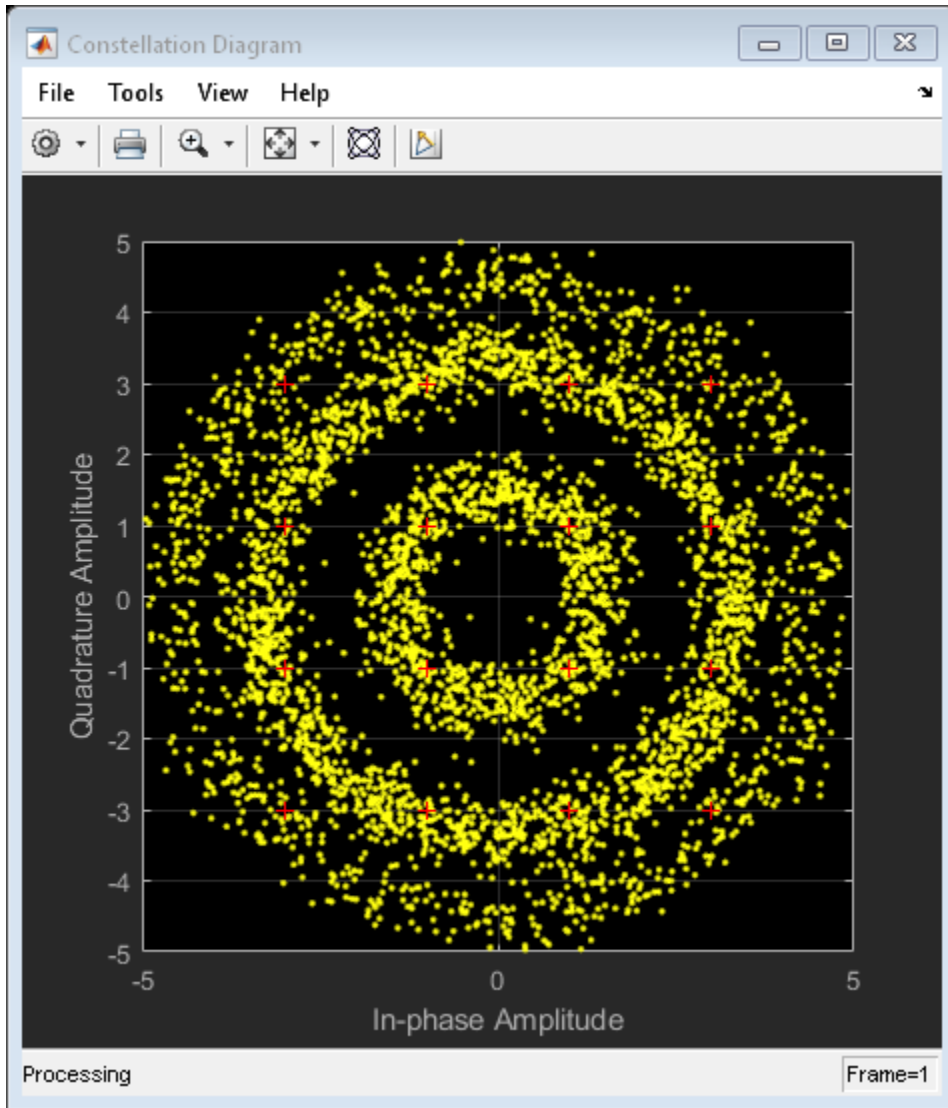 Constellation Diagram
File Tools View Help
5
4
3
2
1
0
-1
-2
-3
-4
-5
Quadrature Amplitude
-5 0 5
In-phase Amplitude
Processing Frame=1